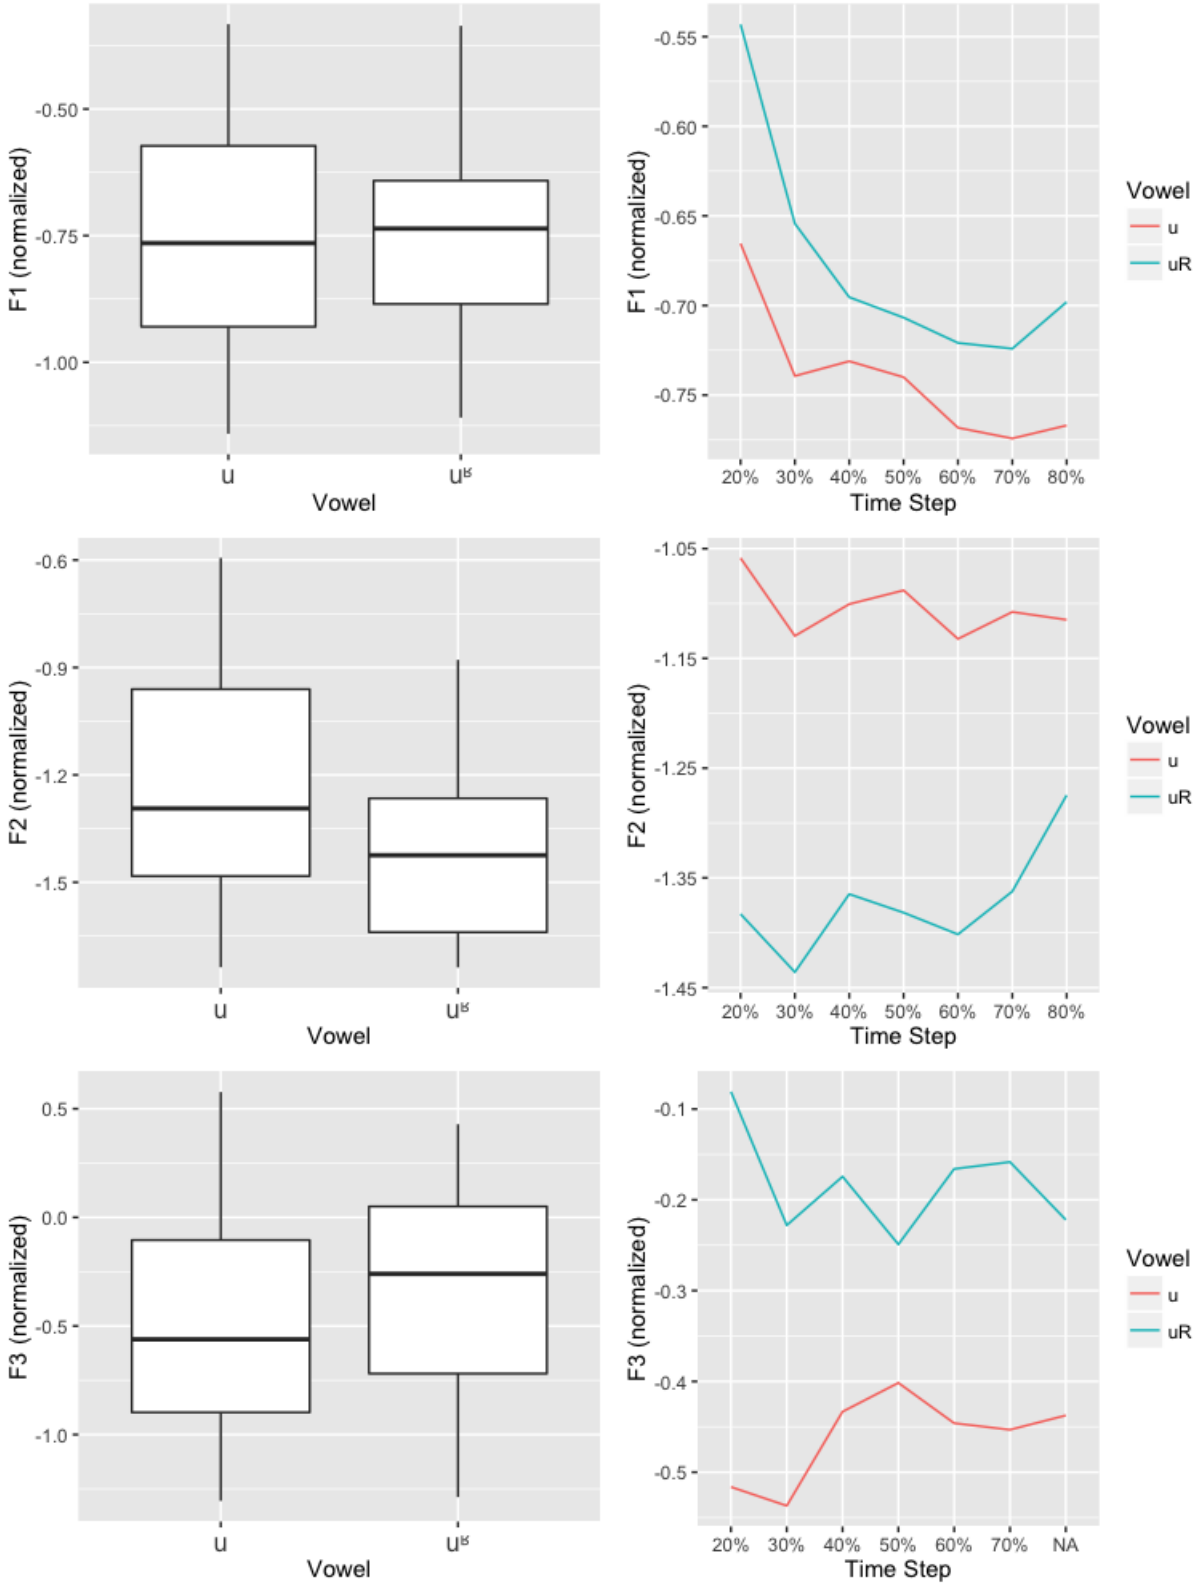 F1 (normalized)
-0.50
-0.75
-1.00
u
uʶ
Vowel
F1 (normalized)
-0.55
-0.60
-0.65
-0.70
-0.75
20% 30% 40% 50% 60% 70% 80%
Time Step
Vowel
u
uR
F2 (normalized)
-0.6
-0.9
-1.2
-1.5
u
uʶ
Vowel
F2 (normalized)
-1.05
-1.15
-1.25
-1.35
-1.45
20% 30% 40% 50% 60% 70% 80%
Time Step
Vowel
u
uR
F3 (normalized)
0.5
0.0
-0.5
-1.0
u
uʶ
Vowel
F3 (normalized)
-0.1
-0.2
-0.3
-0.4
-0.5
20% 30% 40% 50% 60% 70% NA
Time Step
Vowel
u
uR